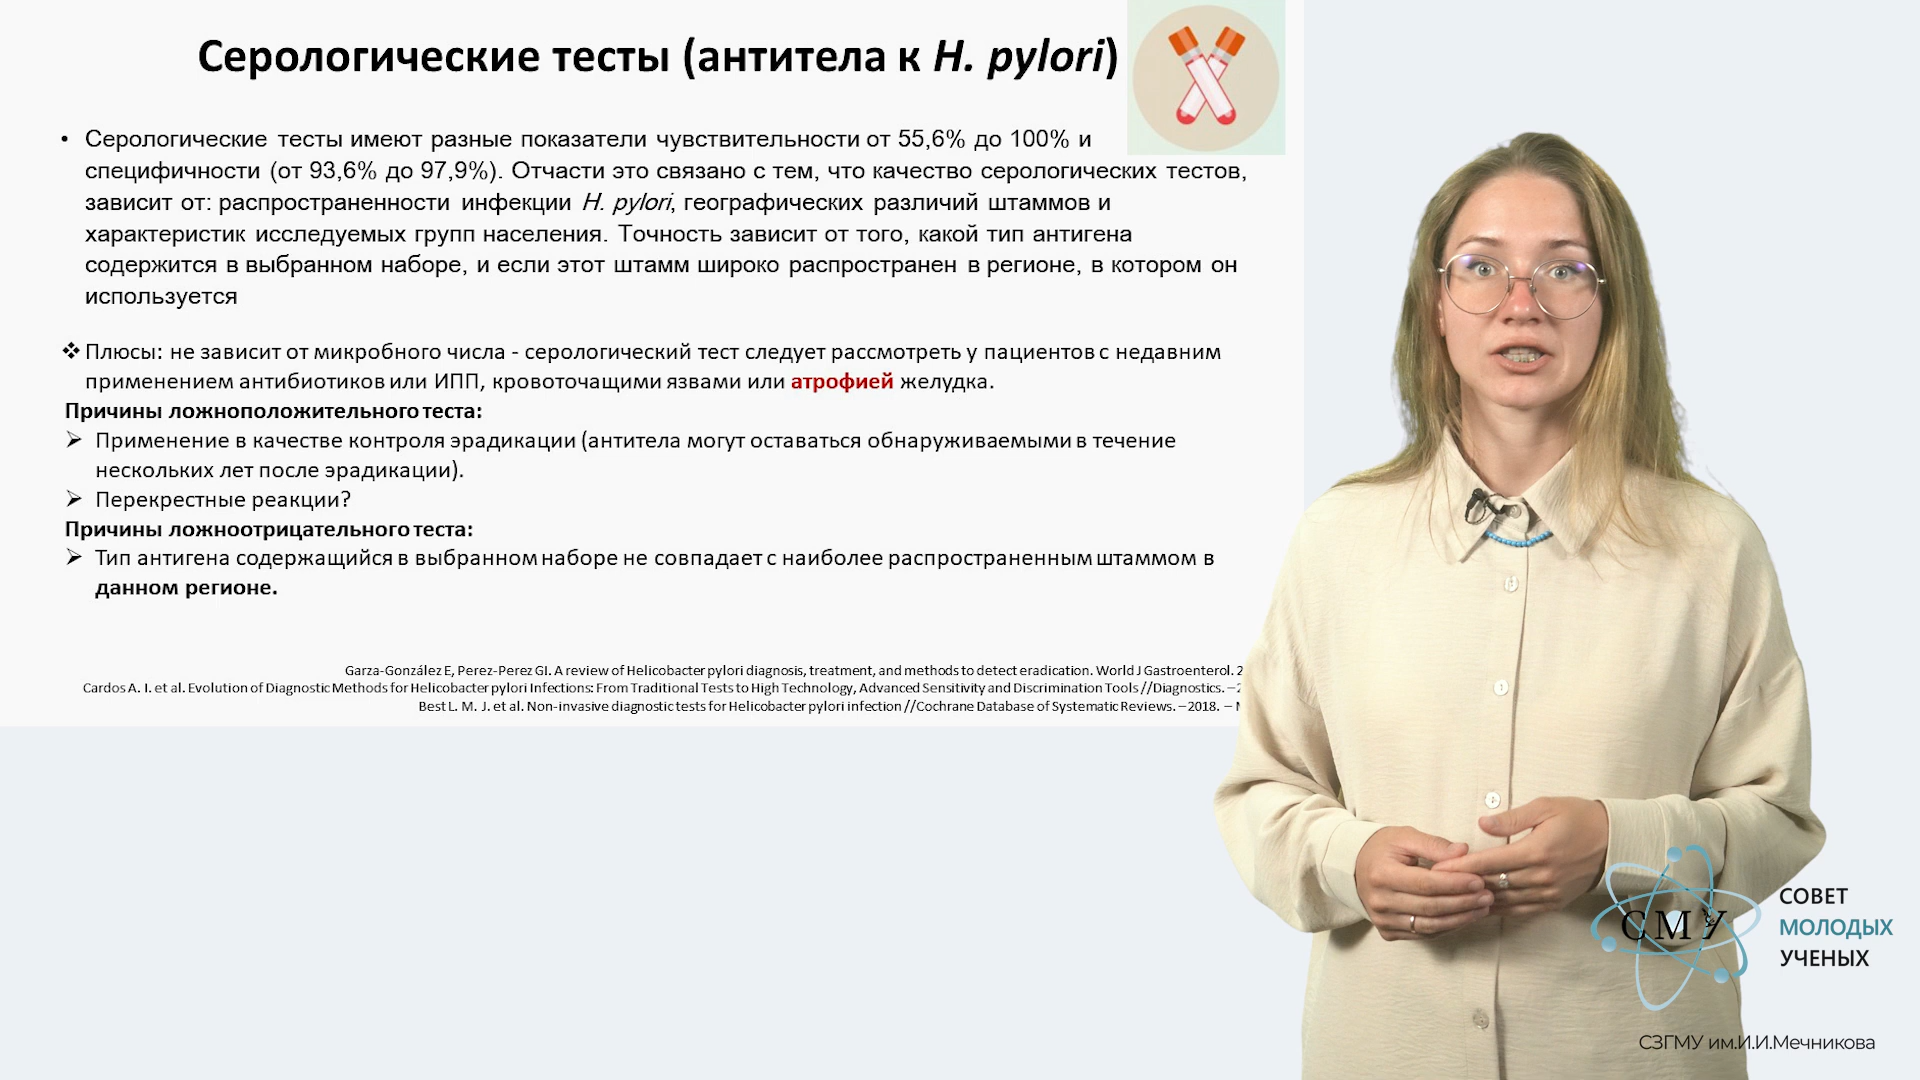 Серологические тесты (антитела к H. pylori)
• Серологические тесты имеют разные показатели чувствительности от 55,6% до 100% и
специфичности (от 93,6% до 97,9%). Отчасти это связано с тем, что качество серологических тестов,
зависит от: распространенности инфекции H. pylori, географических различий штаммов и
характеристик исследуемых групп населения. Точность зависит от того, какой тип антигена
содержится в выбранном наборе, и если этот штамм широко распространен в регионе, в котором он
используется
❖ Плюсы: не зависит от микробного числа - серологический тест следует рассмотреть у пациентов с недавним
применением антибиотиков или ИПП, кровоточащими язвами или атрофией желудка.
Причины ложноположительного теста:
➢ Применение в качестве контроля эрадикации (антитела могут оставаться обнаруживаемыми в течение
нескольких лет после эрадикации).
➢ Перекрестные реакции?
Причины ложноотрицательного теста:
➢ Тип антигена содержащийся в выбранном наборе не совпадает с наиболее распространенным штаммом в
данном регионе.
Garza-González E, Perez-Perez GI. A review of Helicobacter pylori diagnosis, treatment, and methods to detect eradication. World J Gastroenterol.
Cardos A. I. et al. Evolution of Diagnostic Methods for Helicobacter pylori Infections: From Traditional Tests to High Technology, Advanced Sensitivity and Discrimination Tools //Diagnostics. –
Best L. M. J. et al. Non-invasive diagnostic tests for Helicobacter pylori infection //Cochrane Database of Systematic Reviews. – 2018. –
СМУ
СОВЕТ
МОЛОДЫХ
УЧЕНЫХ
СЗГМУ им.И.И.Мечникова